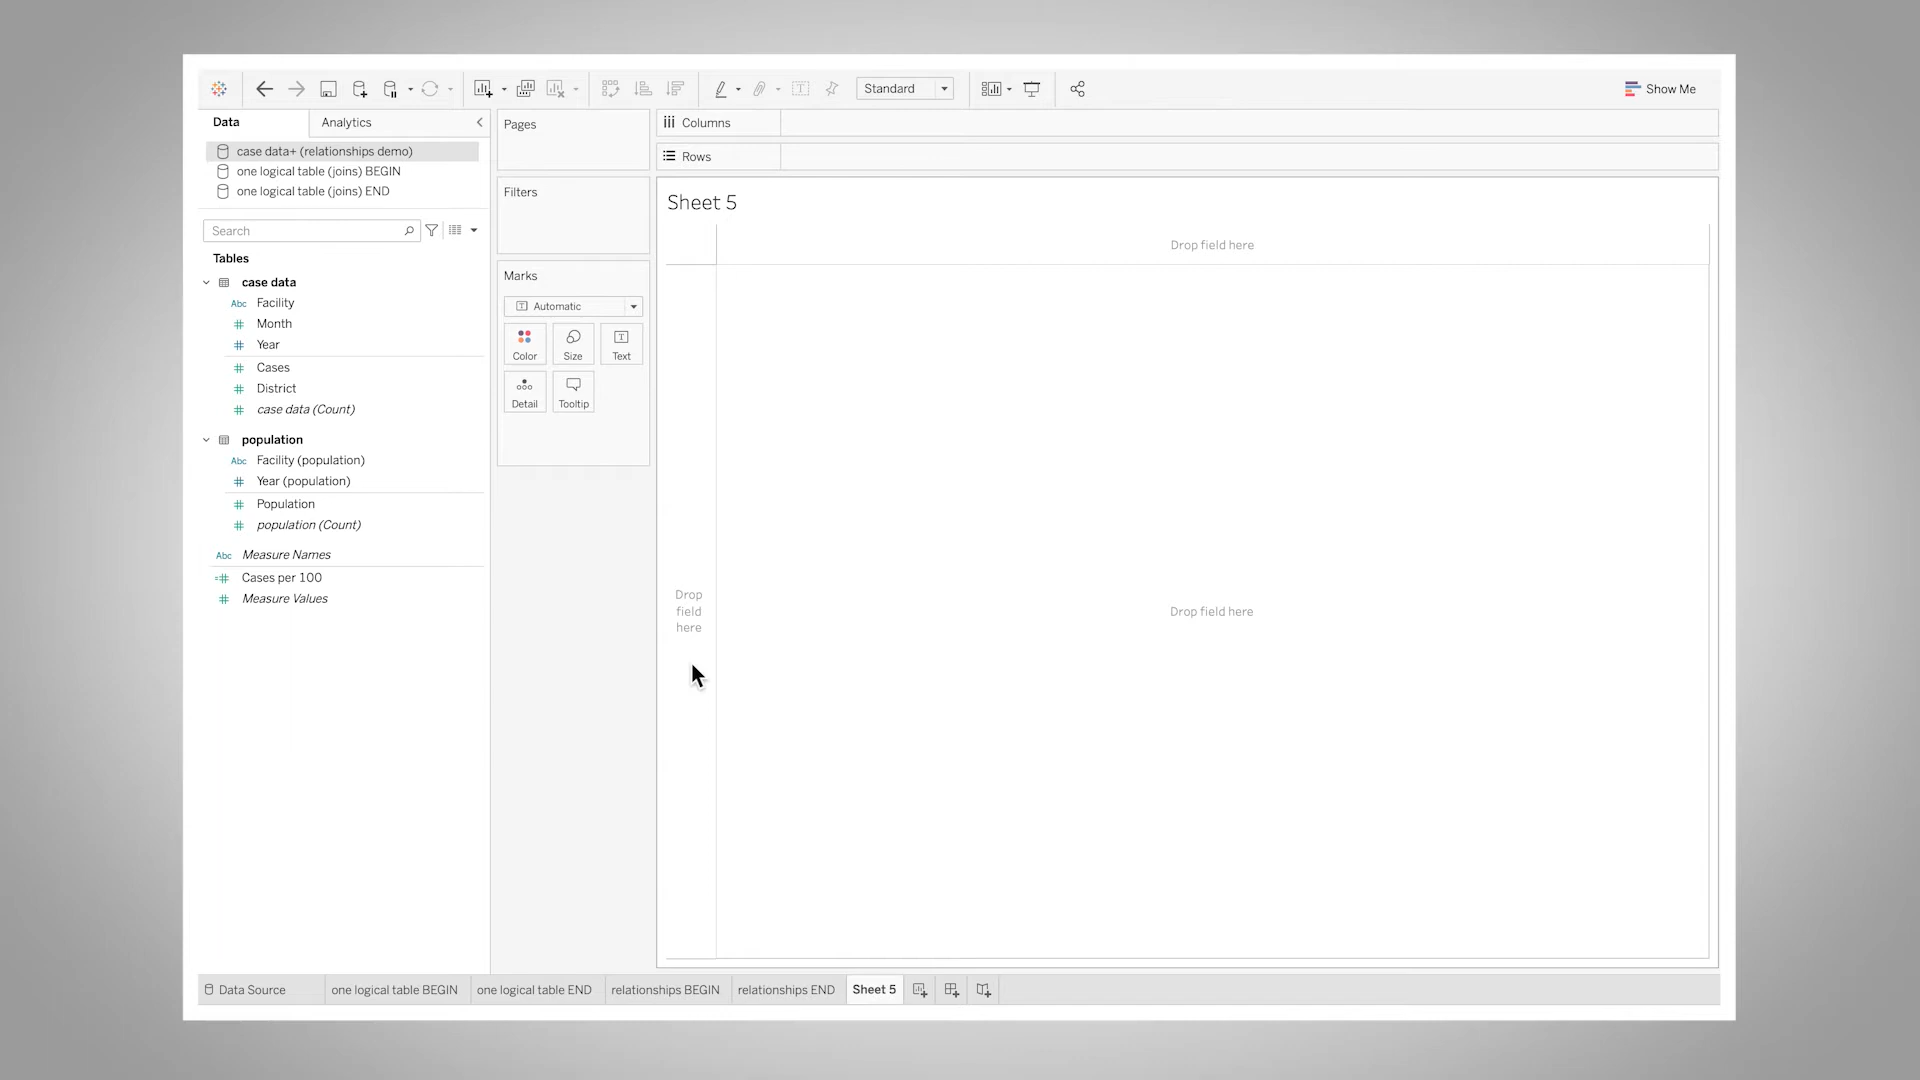 Standard
Show Me
Data
Analytics
Pages
Columns
case data+ (relationships demo)
one logical table (joins) BEGIN
one logical table (joins) END
Rows
Filters
Sheet 5
Search
Drop field here
Tables
case data
Abc Facility
Month
Year
Cases
District
case data (Count)
Marks
Automatic
Color
Size
Text
Detail
Tooltip
population
Abc Facility (population)
Year (population)
Population
population (Count)
Abc Measure Names
Cases per 100
Measure Values
Drop
field
here
Drop field here
Data Source
one logical table BEGIN
one logical table END
relationships BEGIN
relationships END
Sheet 5